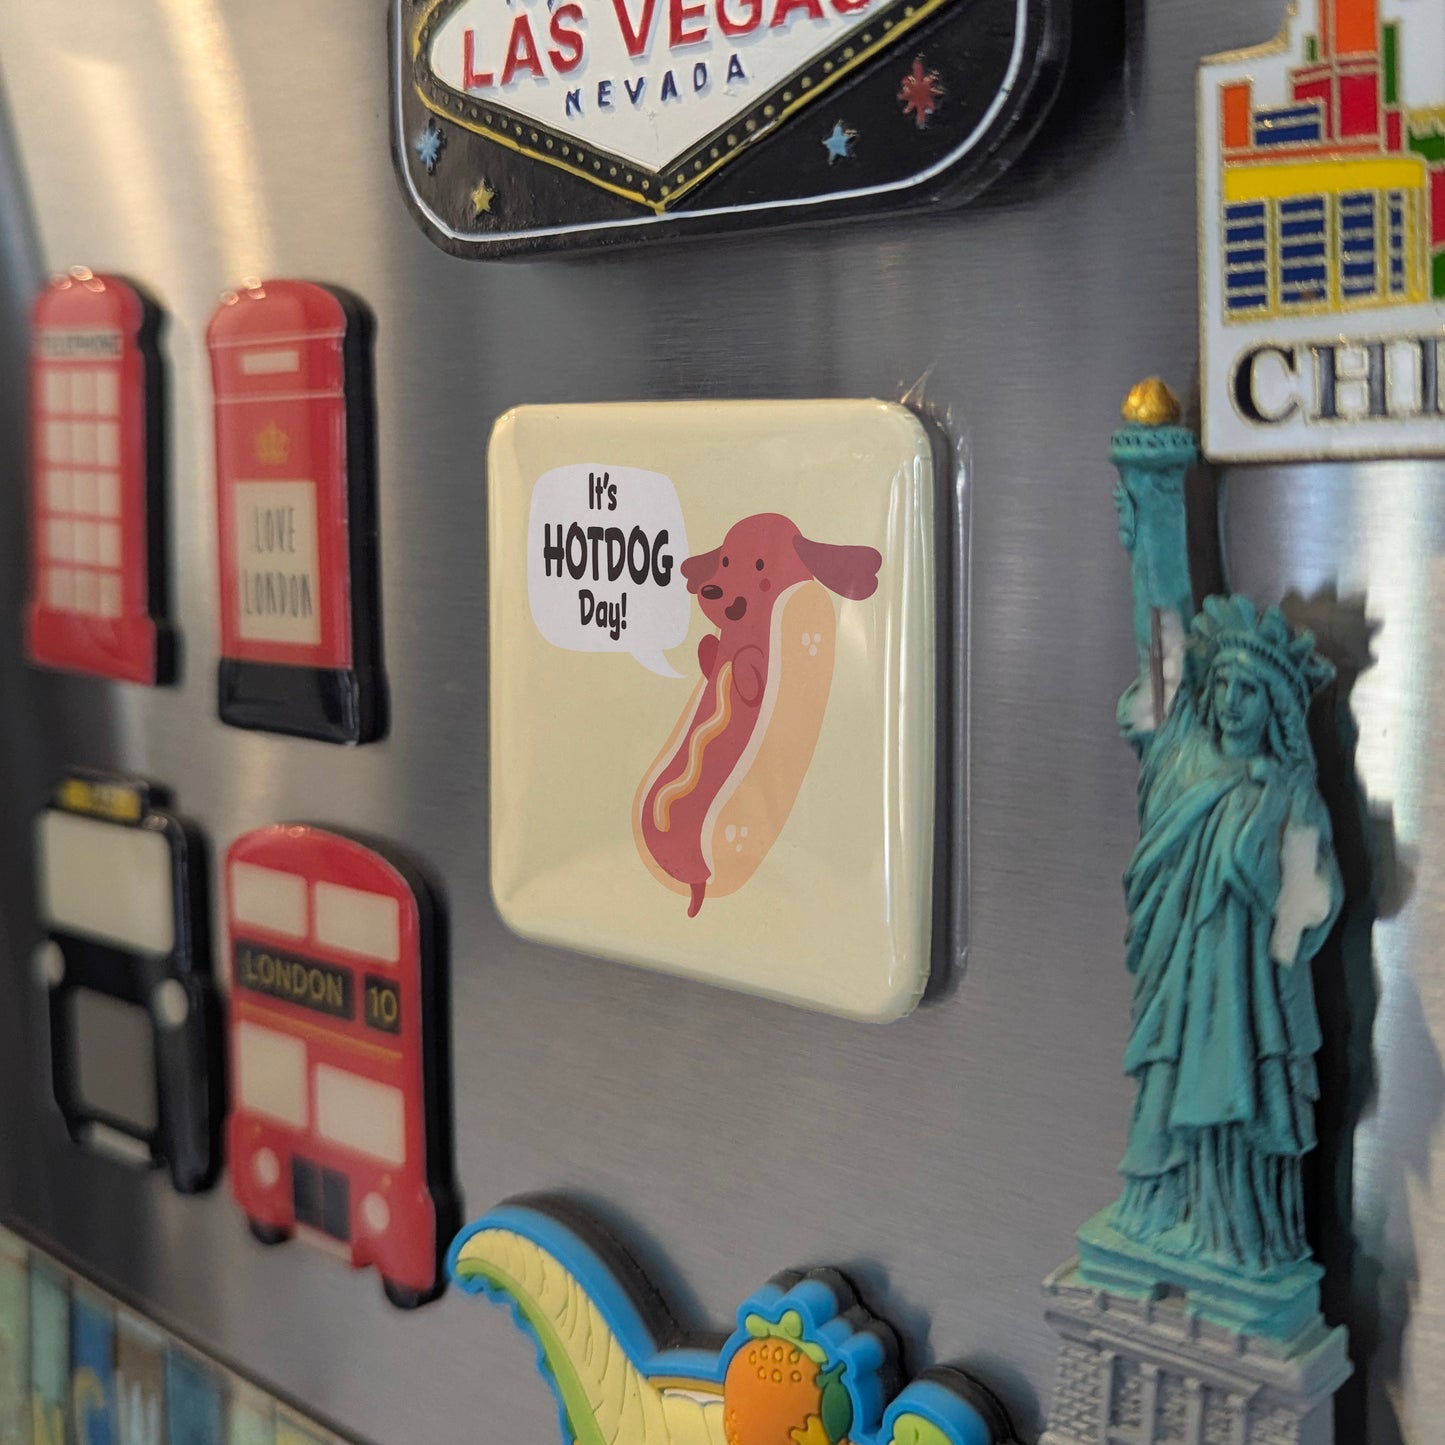 LAS VEGAS
NEVADA
TELEPHONE
LOVE
LONDON
CHI
It's
HOTDOG
Day!
LONDON 10